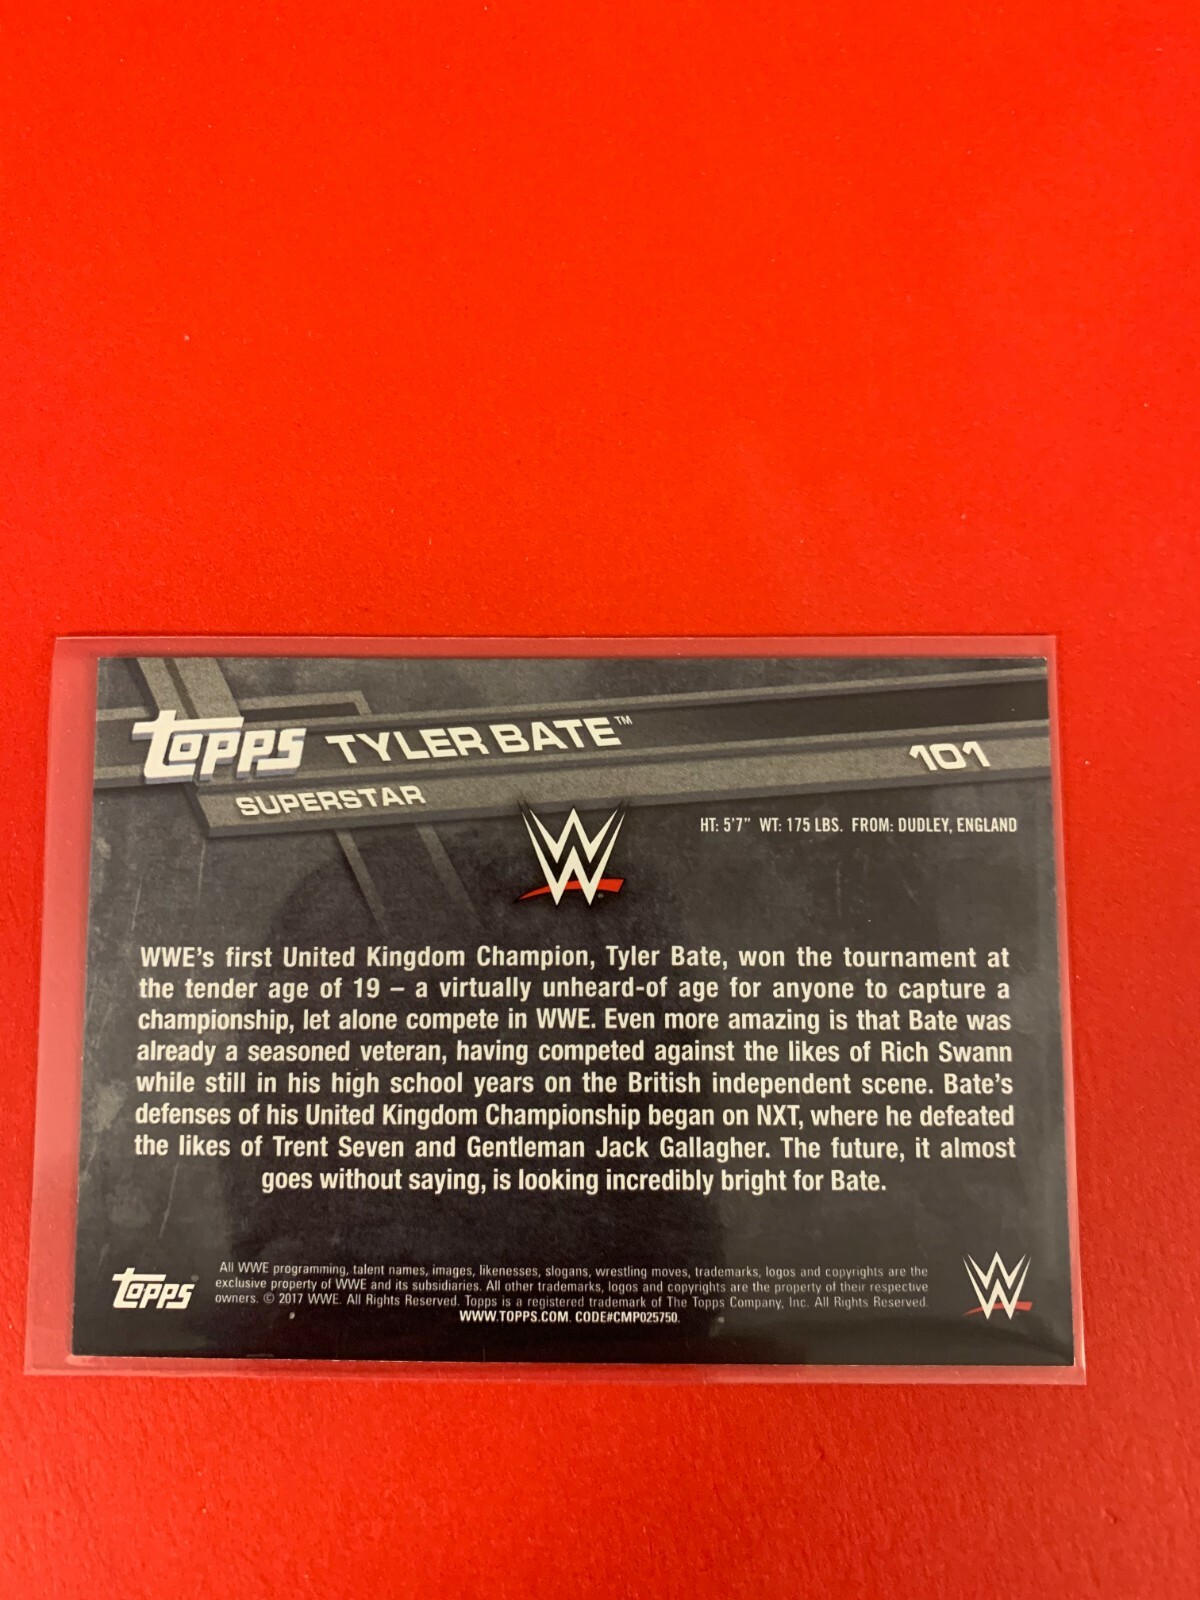 TOPPS TYLER BATE™
101
SUPERSTAR
W
HT: 5'7" WT: 175 LBS. FROM: DUDLEY, ENGLAND
WWE's first United Kingdom Champion, Tyler Bate, won the tournament at
the tender age of 19 – a virtually unheard-of age for anyone to capture a
championship, let alone compete in WWE. Even more amazing is that Bate was
already a seasoned veteran, having competed against the likes of Rich Swann
while still in his high school years on the British independent scene. Bate's
defenses of his United Kingdom Championship began on NXT, where he defeated
the likes of Trent Seven and Gentleman Jack Gallagher. The future, it almost
goes without saying, is looking incredibly bright for Bate.
All WWE programming, talent names, images, likenesses, slogans, wrestling moves, trademarks, logos and copyrights are the
exclusive property of WWE and its subsidiaries. All other trademarks, logos and copyrights are the property of their respective
owners. © 2017 WWE. All Rights Reserved. Topps is a registered trademark of The Topps Company, Inc. All Rights Reserved.
WWW.TOPPS.COM. CODE#CMP025750.
TOPPS®
W